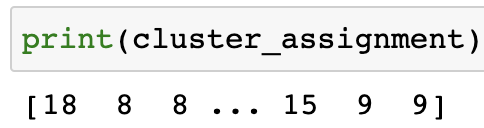 print(cluster_assignment)
[18  8  8 ... 15  9  9]